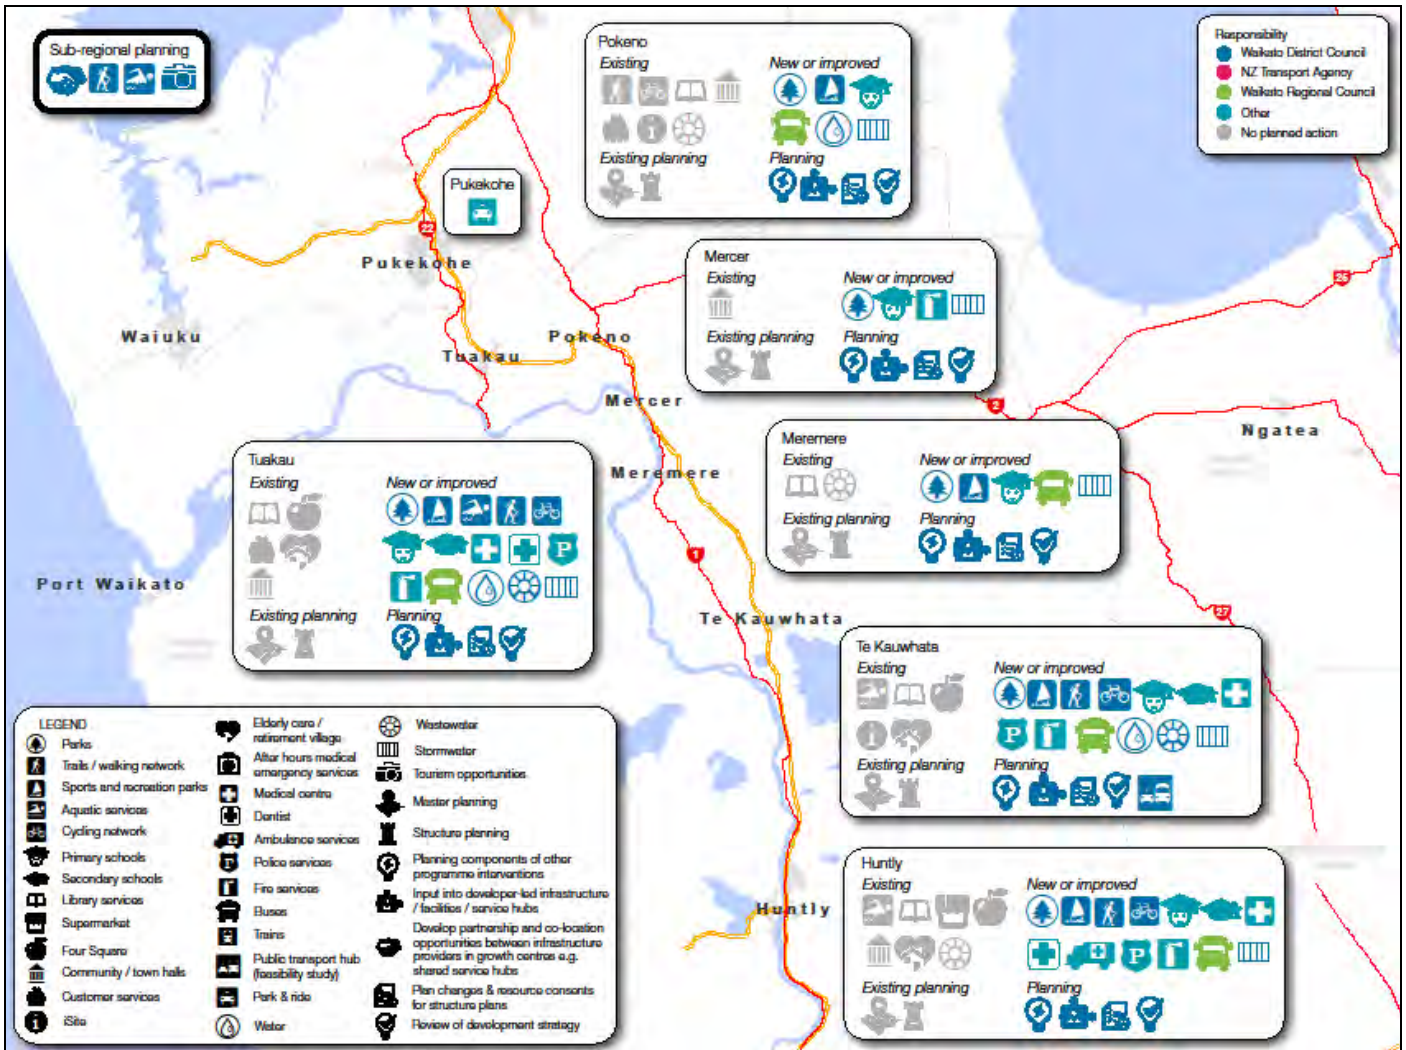 Sub-regional planning
Pokeno
Existing
New or improved
Existing planning
Planning
Responsibility
Waikato District Council
NZ Transport Agency
Waikato Regional Council
Other
No planned action
Pukekohe
22
Pukekohe
Mercer
Existing
New or improved
Existing planning
Planning
25
Waiuku
Tuakau
Pokeno
Mercer
2
Ngatea
Meremere
Existing
New or improved
Existing planning
Planning
Meremere
Tuakau
Existing
New or improved
P
Existing planning
Planning
1
Port Waikato
Te Kauwhata
27
Te Kauwhata
Existing
New or improved
P
Existing planning
Planning
LEGEND
Parks
Trails / walking network
Sports and recreation parks
Aquatic services
Cycling network
Primary schools
Secondary schools
Library services
Supermarket
Four Square
Community / town halls
Customer services
iSite
Elderly care /
retirement village
After hours medical
emergency services
Medical centre
Dentist
Ambulance services
Police services
Fire services
Buses
Trains
Public transport hub
(feasibility study)
Park & ride
Water
Wastewater
Stormwater
Tourism opportunities
Master planning
Structure planning
Planning components of other
programme interventions
Input into developer-led infrastructure
/ facilities / service hubs
Develop partnership and co-location
opportunities between infrastructure
providers in growth centres e.g.
shared service hubs
Plan changes & resource consents
for structure plans
Review of development strategy
Huntly
Huntly
Existing
New or improved
P
Existing planning
Planning